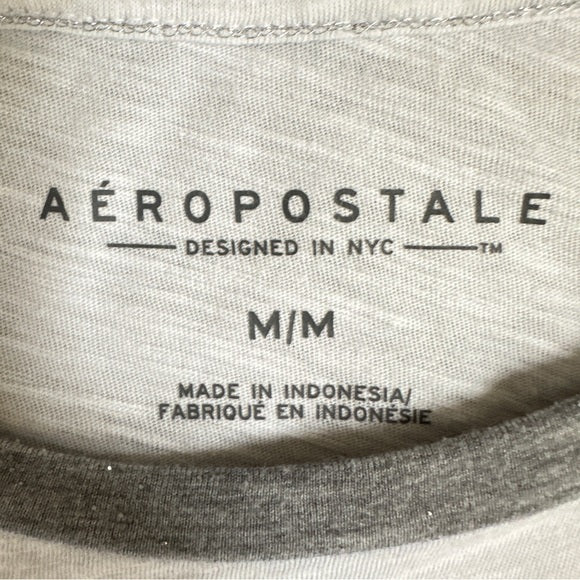 AÉROPOSTALE
DESIGNED IN NYC ™
M/M
MADE IN INDONESIA/
FABRIQUÉ EN INDONÉSIE